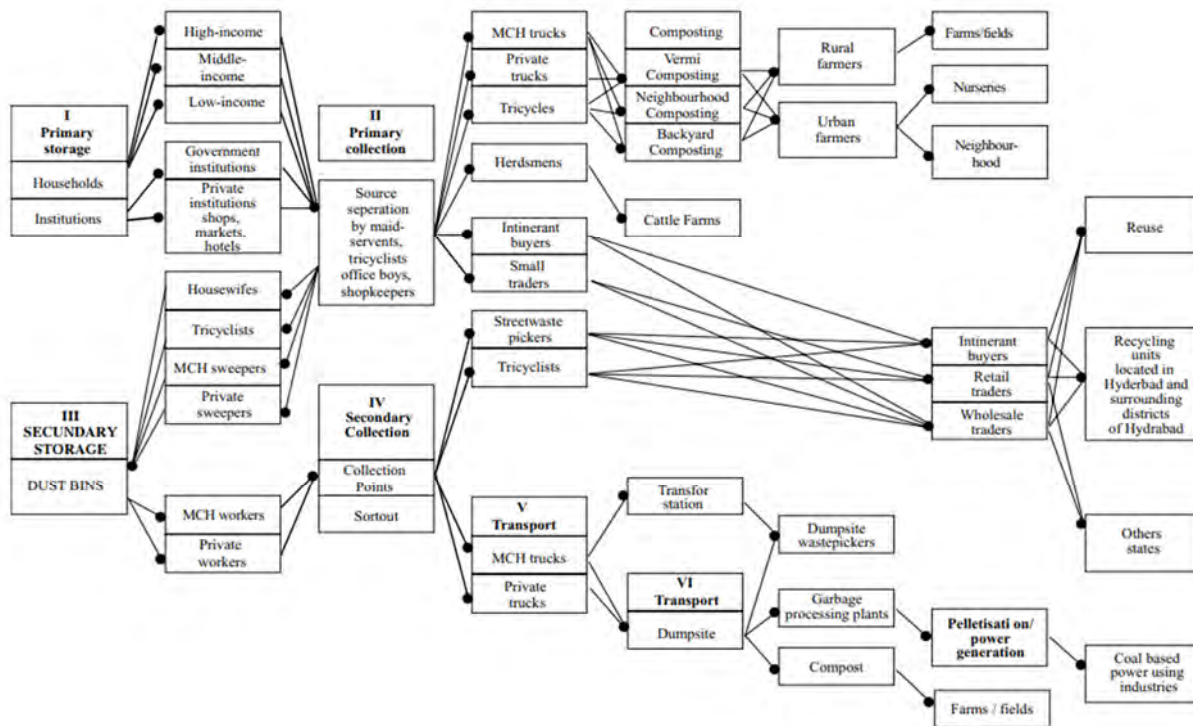 I
Primary
storage
Households
Institutions
High-income
Middle-
income
Low-income
Government
institutions
Private
institutions
shops,
markets.
hotels
II
Primary
collection
Source
seperation
by maid-
servents,
tricyclists
office boys,
shopkeepers
MCH trucks
Private
trucks
Tricycles
Herdsmens
Intinerant
buyers
Small
traders
Composting
Vermi
Composting
Neighbourhood
Composting
Backyard
Composting
Cattle Farms
Rural
farmers
Urban
farmers
Farms/fields
Nurseries
Neighbour-
hood
III
SECUNDARY
STORAGE
DUST BINS
Housewifes
Tricyclists
MCH sweepers
Private
sweepers
MCH workers
Private
workers
IV
Secondary
Collection
Collection
Points
Sortout
Streetwaste
pickers
Tricyclists
Intinerant
buyers
Retail
traders
Wholesale
traders
Reuse
Recycling
units
located in
Hyderbad and
surrounding
districts
of Hydrabad
Others
states
V
Transport
MCH trucks
Private
trucks
Transfor
station
VI
Transport
Dumpsite
Dumpsite
wastepickers
Garbage
processing plants
Compost
Pelletisati on/
power
generation
Farms / fields
Coal based
power using
industries